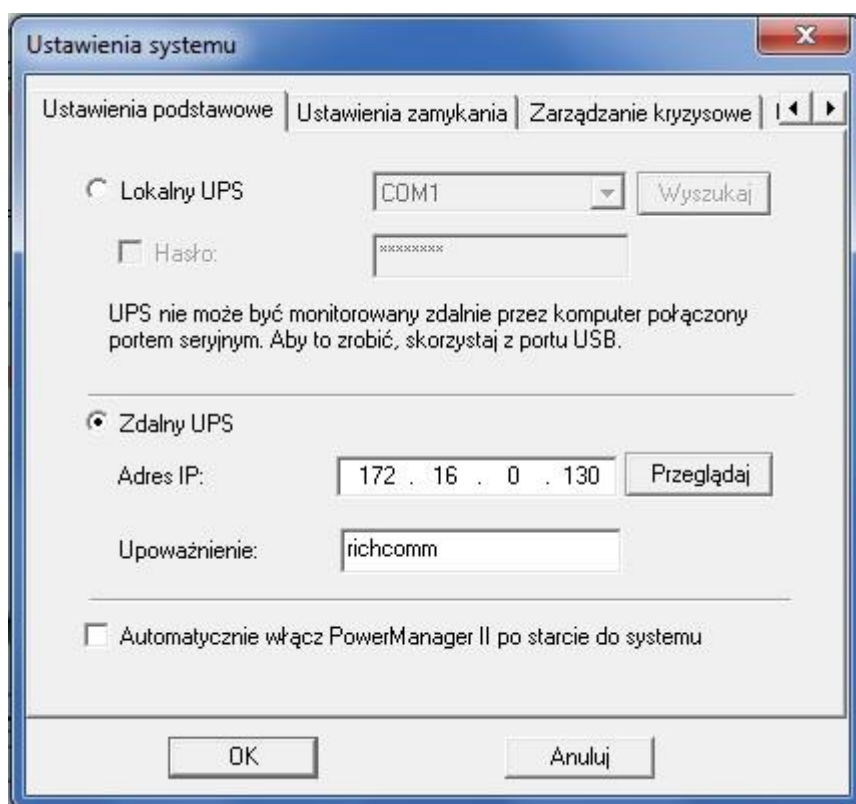 Ustawienia systemu
Ustawienia podstawowe Ustawienia zamykania Zarządzanie kryzysowe
Lokalny UPS COM1 Wyszukaj
Hasło: ********
UPS nie może być monitorowany zdalnie przez komputer połączony
portem seryjnym. Aby to zrobić, skorzystaj z portu USB.
Zdalny UPS
Adres IP: 172 . 16 . 0 . 130 Przeglądaj
Upoważnienie: richcomm
Automatycznie włącz PowerManager II po starcie do systemu
OK Anuluj